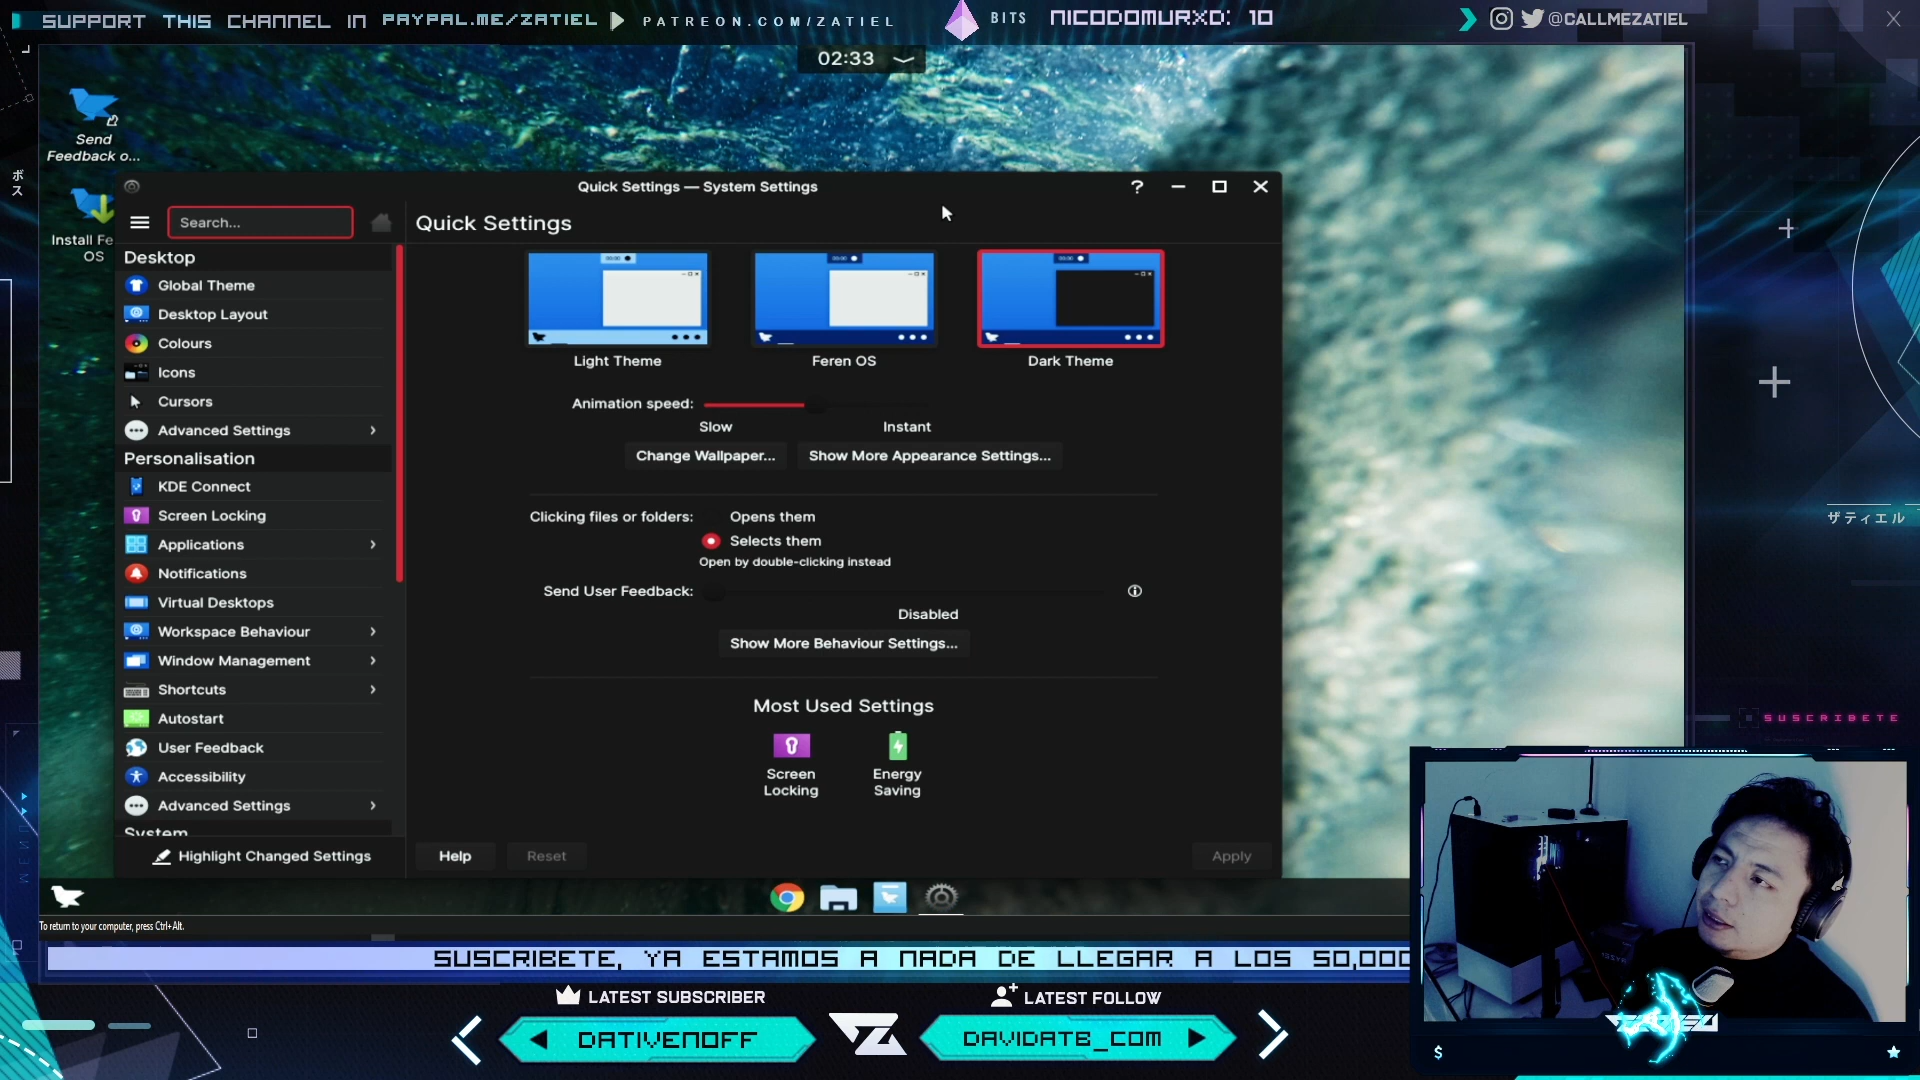 SUPPORT THIS CHANNEL IN PAYPAL.ME/ZATIEL PATREON.COM/ZATIEL
BITS NICODOMURXD: 10
@CALLMEZATIEL
02:33
Send
Feedback o...
Install Fe
OS
ボス
Quick Settings — System Settings
Search...
Quick Settings
Desktop
Global Theme
Desktop Layout
Colours
Icons
Cursors
Advanced Settings
Personalisation
KDE Connect
Screen Locking
Applications
Notifications
Virtual Desktops
Workspace Behaviour
Window Management
Shortcuts
Autostart
User Feedback
Accessibility
Advanced Settings
System
Highlight Changed Settings
Light Theme
Feren OS
Dark Theme
Animation speed:
Slow
Instant
Change Wallpaper...
Show More Appearance Settings...
Clicking files or folders:
Opens them
Selects them
Open by double-clicking instead
Send User Feedback:
Disabled
Show More Behaviour Settings...
Most Used Settings
Screen
Locking
Energy
Saving
Help
Reset
Apply
ザティエル
SUSCRIBETE
To return to your computer, press Ctrl+Alt.
SUSCRIBETE, YA ESTAMOS A NADA DE LLEGAR A LOS 50,000
LATEST SUBSCRIBER
DATIVENOFF
LATEST FOLLOW
DAVIDATB_COM
$